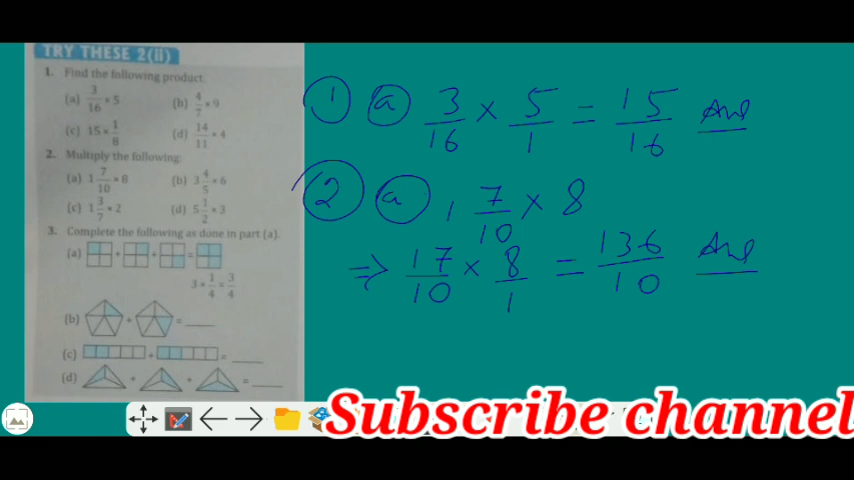 TRY THESE 2(ii)
1. Find the following product.
(a) 3/16 × 5 (b) 4/7 × 9
(c) 15 × 1/8 (d) 14/11 × 4
2. Multiply the following:
(a) 1 7/10 × 8 (b) 3 4/5 × 6
(c) 1 3/7 × 2 (d) 5 1/2 × 3
3. Complete the following as done in part (a).
(a) + + =
3 × 1/4 = 3/4
(b) + = ____
(c) + = ____
(d) + + = ____
1 a 3/16 × 5/1 = 15/16 Ans
2 a 1 7/10 × 8
⇒ 17/10 × 8/1 = 136/10 Ans
Subscribe channel